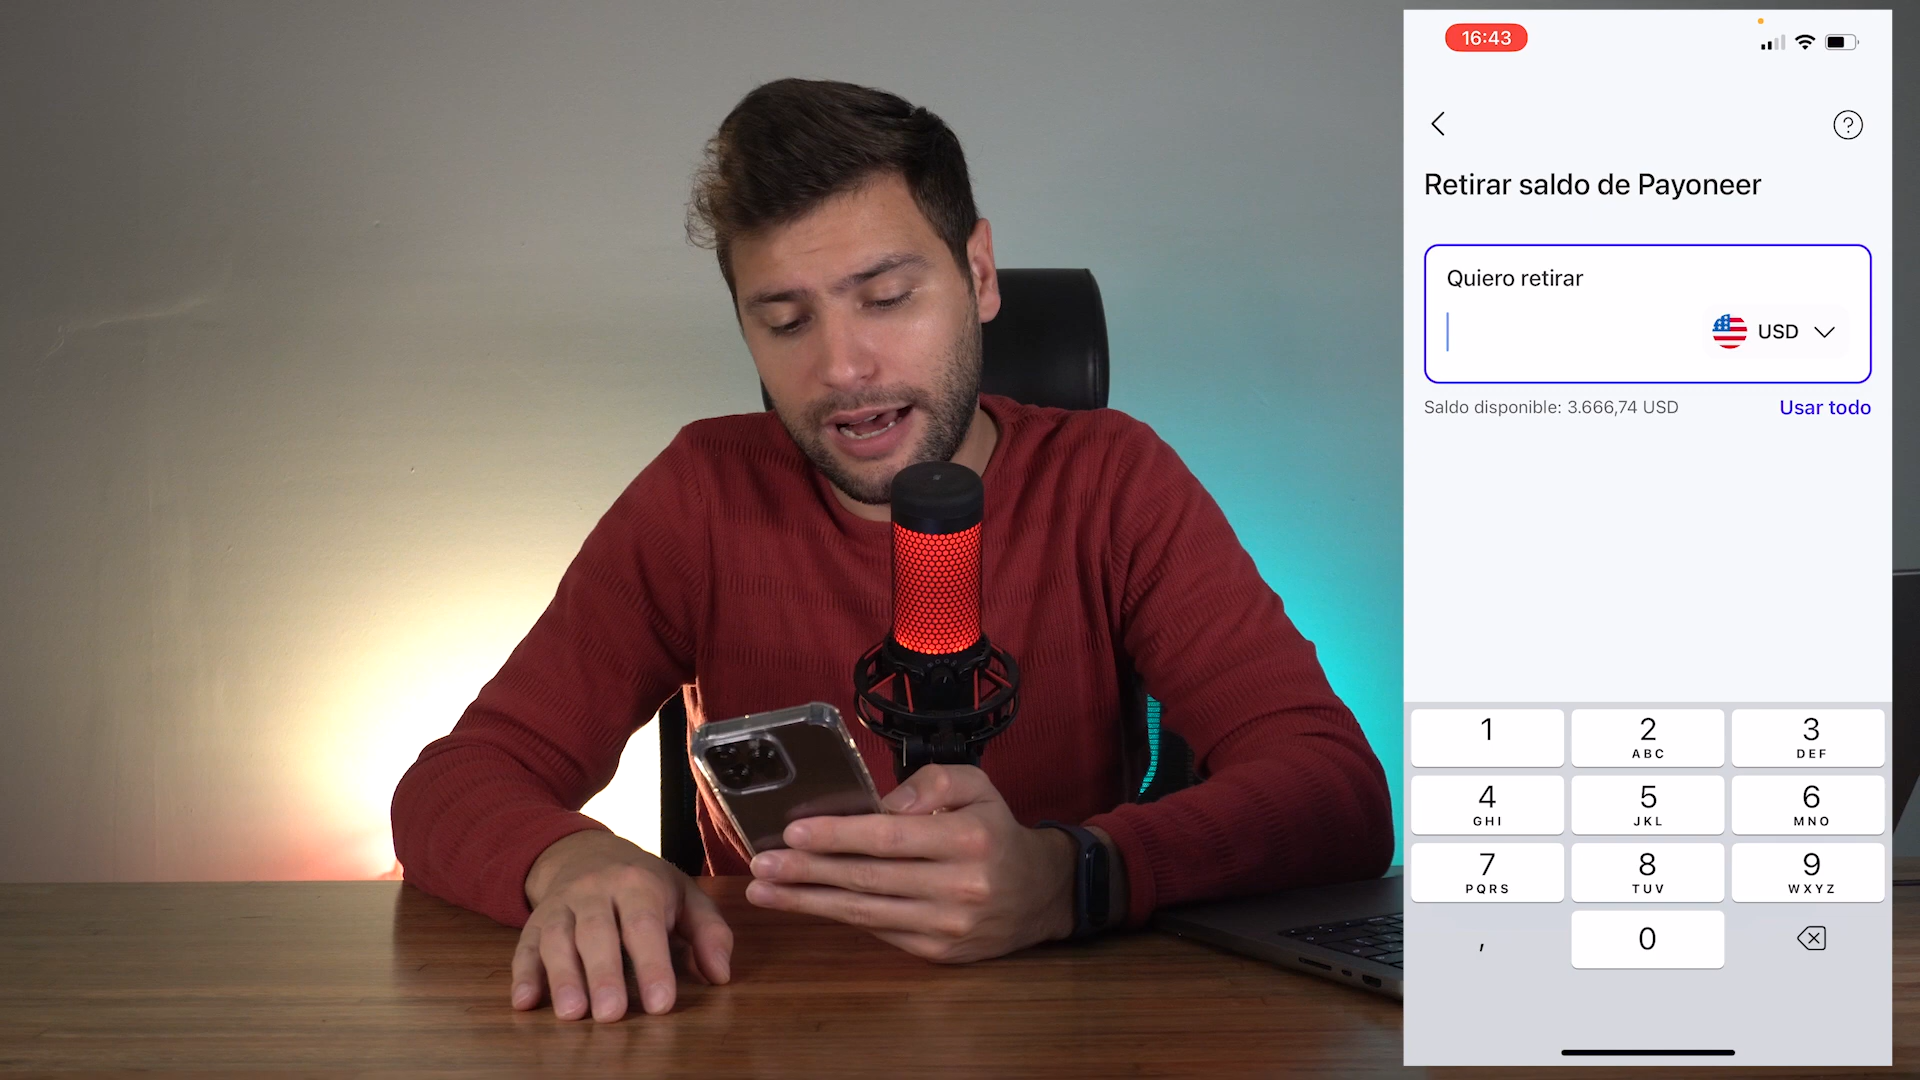 16:43
?
Retirar saldo de Payoneer
Quiero retirar
USD
Saldo disponible: 3.666,74 USD
Usar todo
1
2
ABC
3
DEF
4
GHI
5
JKL
6
MNO
7
PQRS
8
TUV
9
WXYZ
,
0